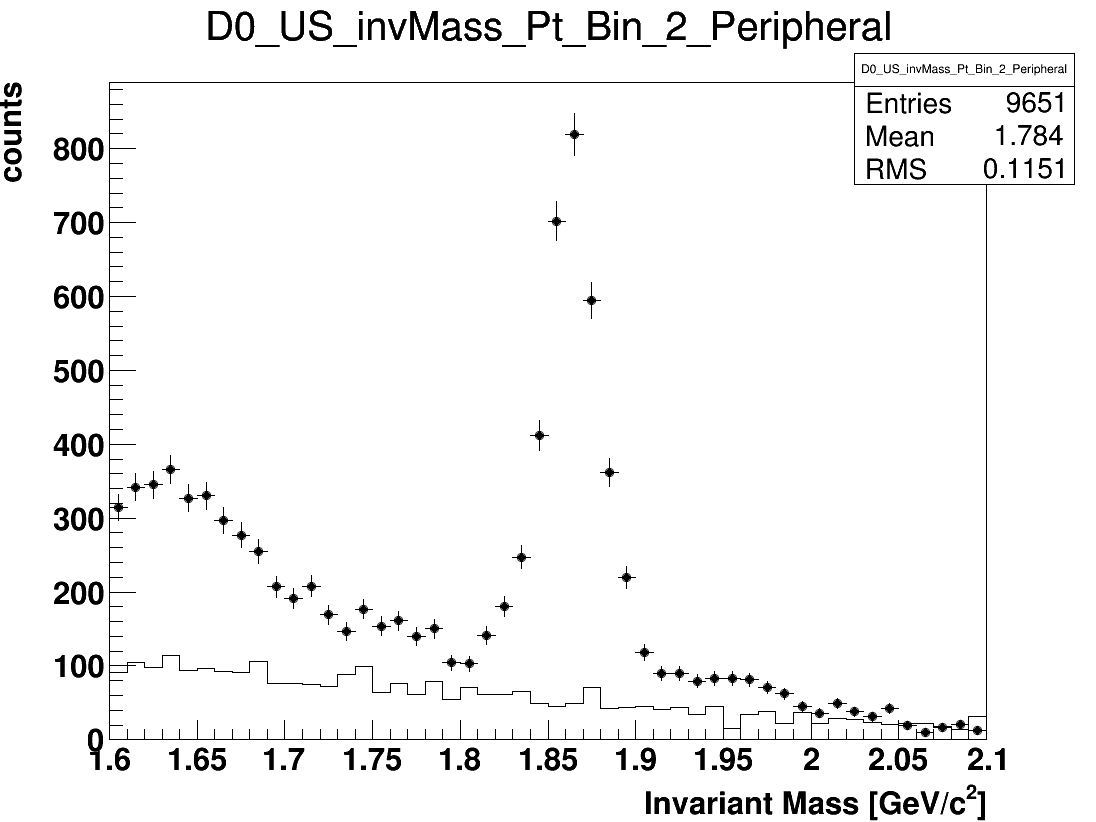 D0_US_invMass_Pt_Bin_2_Peripheral
D0_US_invMass_Pt_Bin_2_Peripheral
Entries 9651
Mean 1.784
RMS 0.1151
counts
800
700
600
500
400
300
200
100
0
1.6 1.65 1.7 1.75 1.8 1.85 1.9 1.95 2 2.05 2.1
Invariant Mass [GeV/c²]